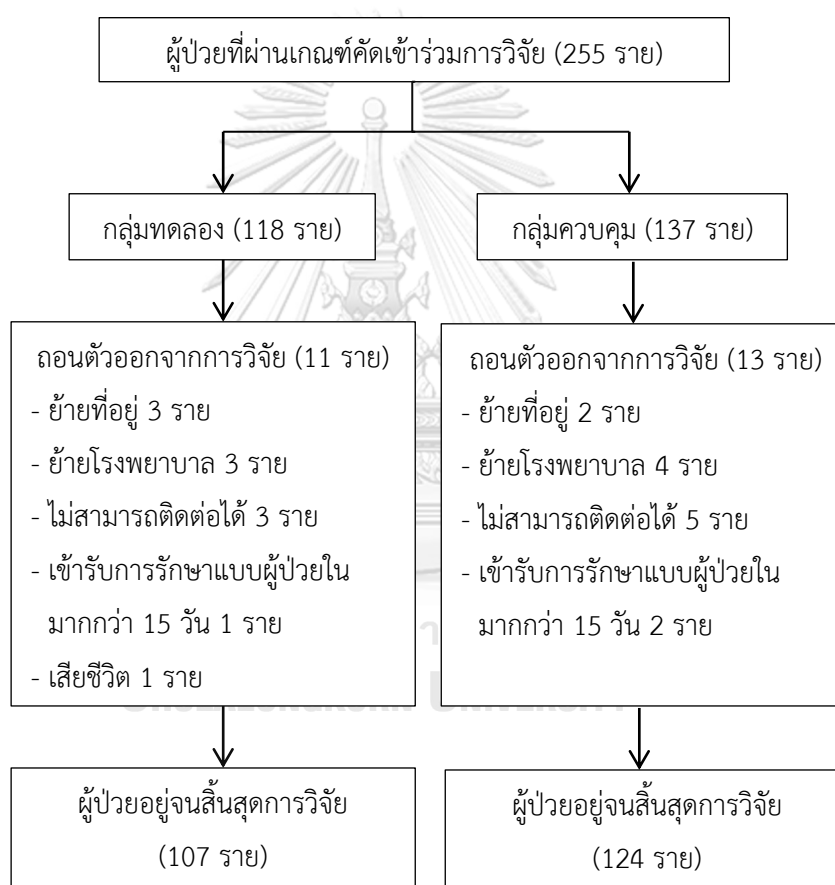 ผู้ป่วยที่ผ่านเกณฑ์คัดเข้าร่วมการวิจัย (255 ราย)
กลุ่มทดลอง (118 ราย)
กลุ่มควบคุม (137 ราย)
ถอนตัวออกจากการวิจัย (11 ราย)
- ย้ายที่อยู่ 3 ราย
- ย้ายโรงพยาบาล 3 ราย
- ไม่สามารถติดต่อได้ 3 ราย
- เข้ารับการรักษาแบบผู้ป่วยใน
มากกว่า 15 วัน 1 ราย
- เสียชีวิต 1 ราย
ถอนตัวออกจากการวิจัย (13 ราย)
- ย้ายที่อยู่ 2 ราย
- ย้ายโรงพยาบาล 4 ราย
- ไม่สามารถติดต่อได้ 5 ราย
- เข้ารับการรักษาแบบผู้ป่วยใน
มากกว่า 15 วัน 2 ราย
ผู้ป่วยอยู่จนสิ้นสุดการวิจัย
(107 ราย)
ผู้ป่วยอยู่จนสิ้นสุดการวิจัย
(124 ราย)